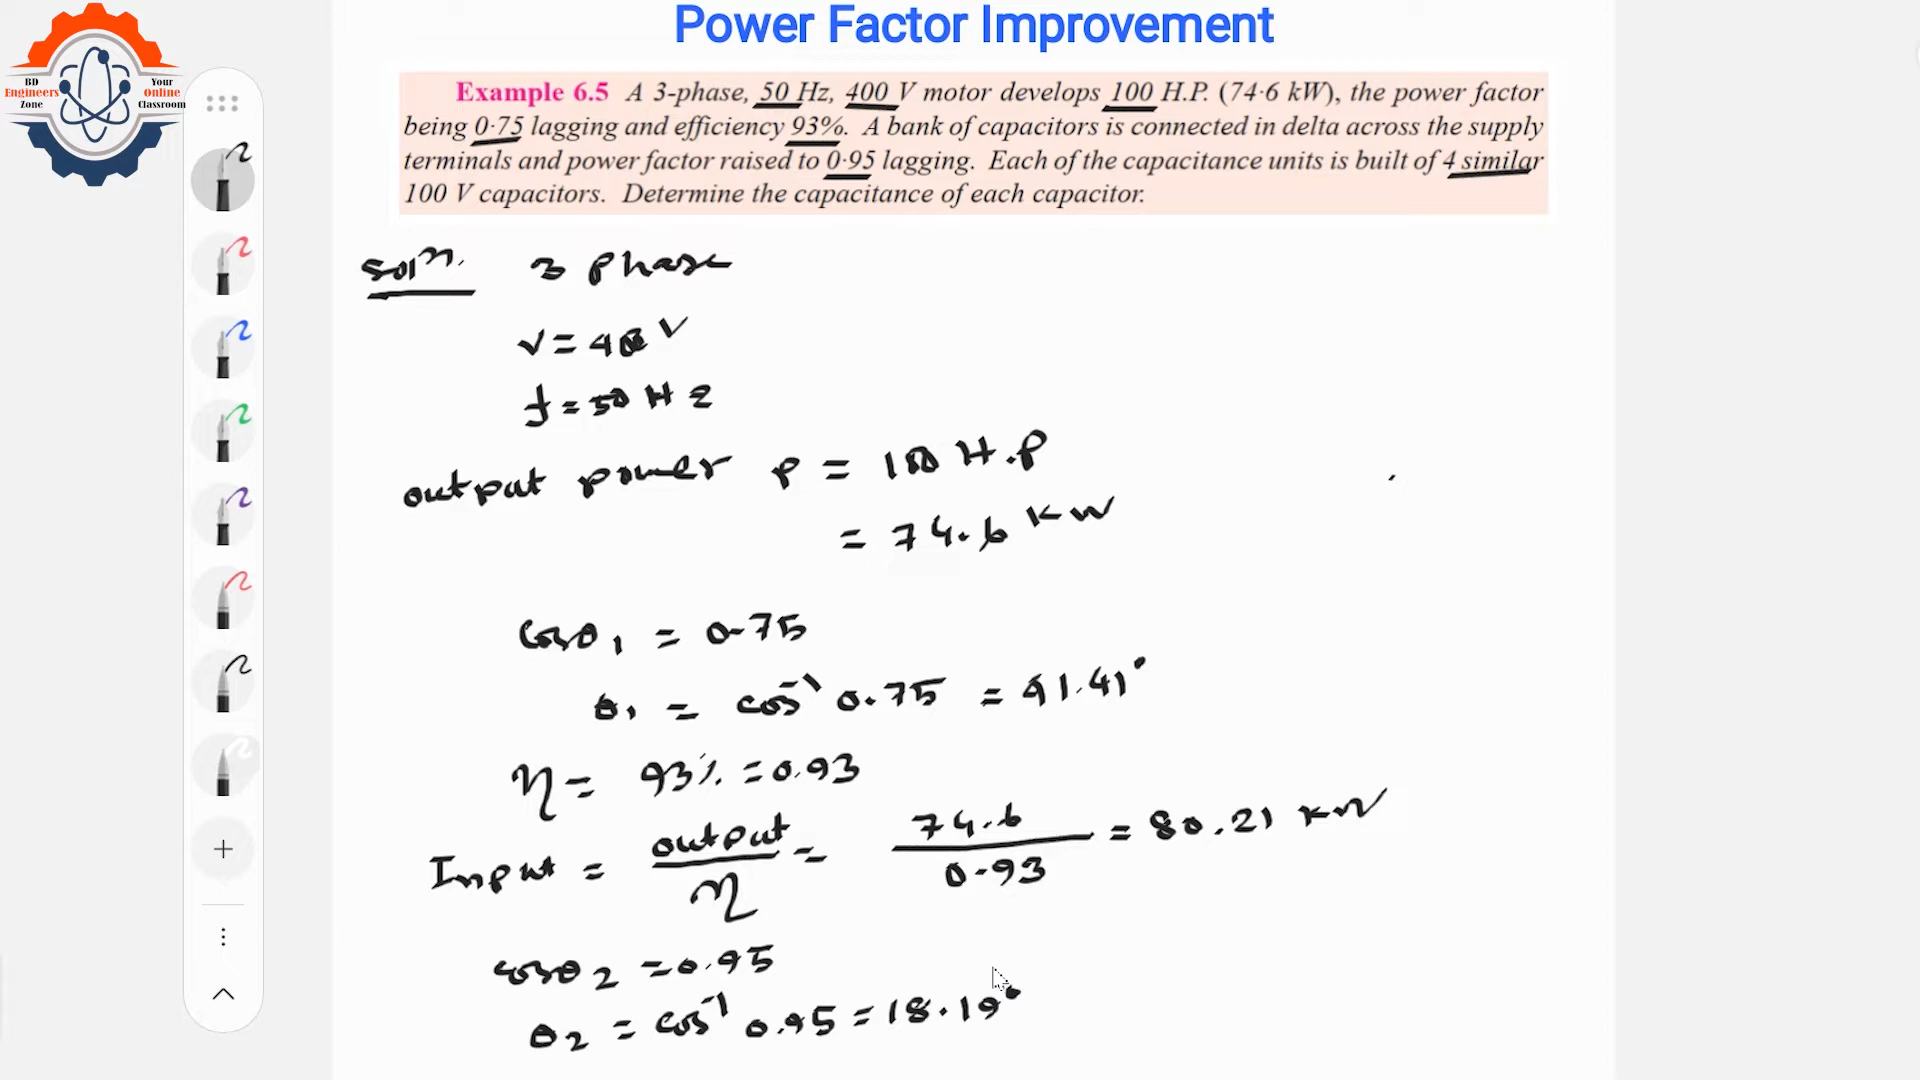 Power Factor Improvement
BD
Engineers
Zone
Your
Online
Classroom
Example 6.5 A 3-phase, 50 Hz, 400 V motor develops 100 H.P. (74·6 kW), the power factor
being 0·75 lagging and efficiency 93%. A bank of capacitors is connected in delta across the supply
terminals and power factor raised to 0·95 lagging. Each of the capacitance units is built of 4 similar
100 V capacitors. Determine the capacitance of each capacitor.
Soln. 3 phase
V = 400 V
f = 50 Hz
output power P = 100 H.P
= 74.6 kW
cosθ₁ = 0.75
θ₁ = cos⁻¹ 0.75 = 41.41°
η = 93% = 0.93
Input = output/η = 74.6/0.93 = 80.21 kW
cosθ₂ = 0.95
θ₂ = cos⁻¹ 0.95 = 18.19°